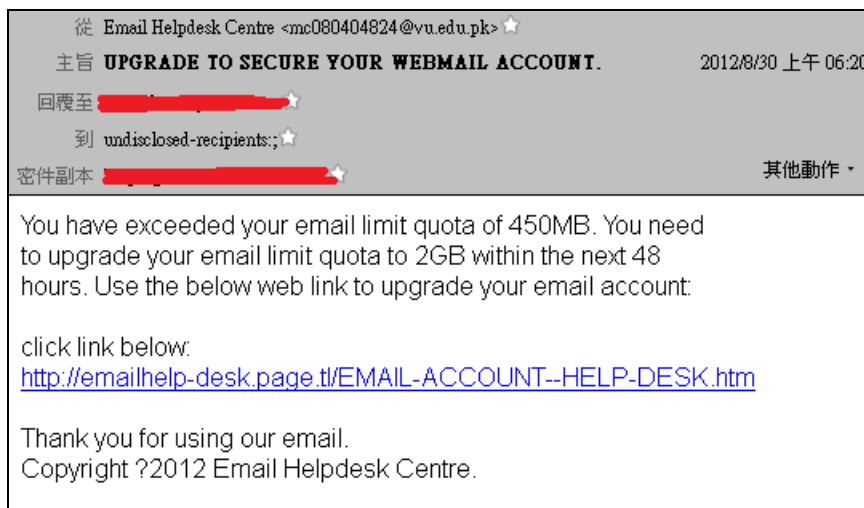 從 Email Helpdesk Centre <mc080404824@vu.edu.pk>
主旨 UPGRADE TO SECURE YOUR WEBMAIL ACCOUNT. 2012/8/30 上午 06:20
回覆至
到 undisclosed-recipients:;
密件副本
其他動作
You have exceeded your email limit quota of 450MB. You need
to upgrade your email limit quota to 2GB within the next 48
hours. Use the below web link to upgrade your email account:
click link below:
http://emailhelp-desk.page.tl/EMAIL-ACCOUNT--HELP-DESK.htm
Thank you for using our email.
Copyright ?2012 Email Helpdesk Centre.